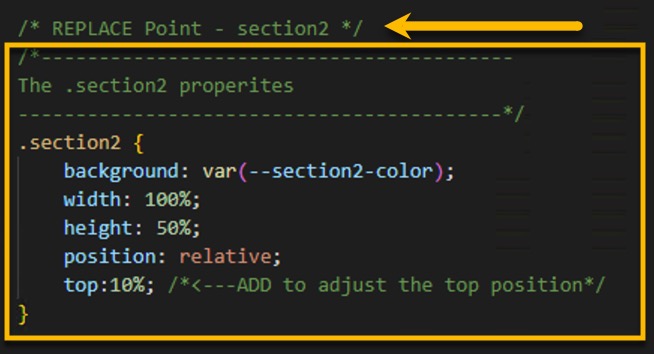 /* REPLACE Point - section2 */
/*------------------------------------------
The .section2 properites
-------------------------------------------*/
.section2 {
background: var(--section2-color);
width: 100%;
height: 50%;
position: relative;
top:10%; /*<---ADD to adjust the top position*/
}